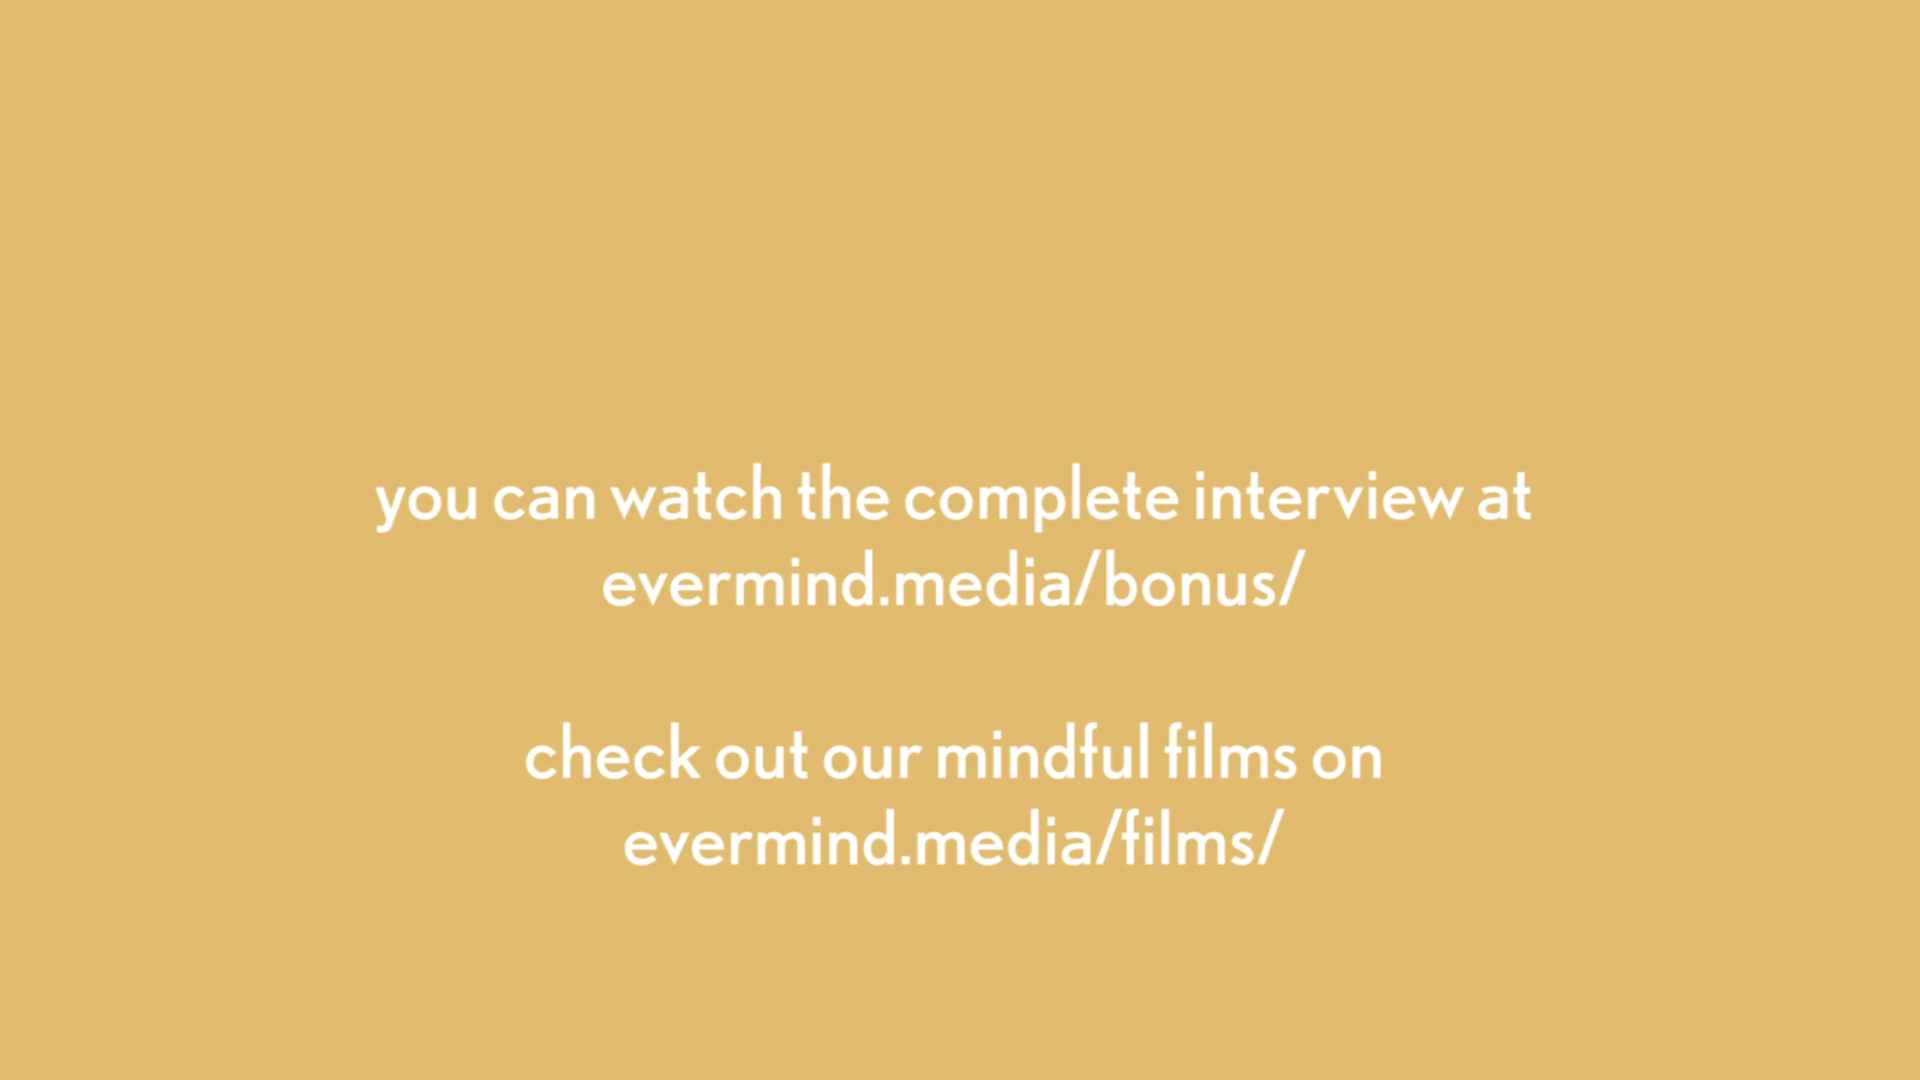 you can watch the complete interview at
evermind.media/bonus/
check out our mindful films on
evermind.media/films/